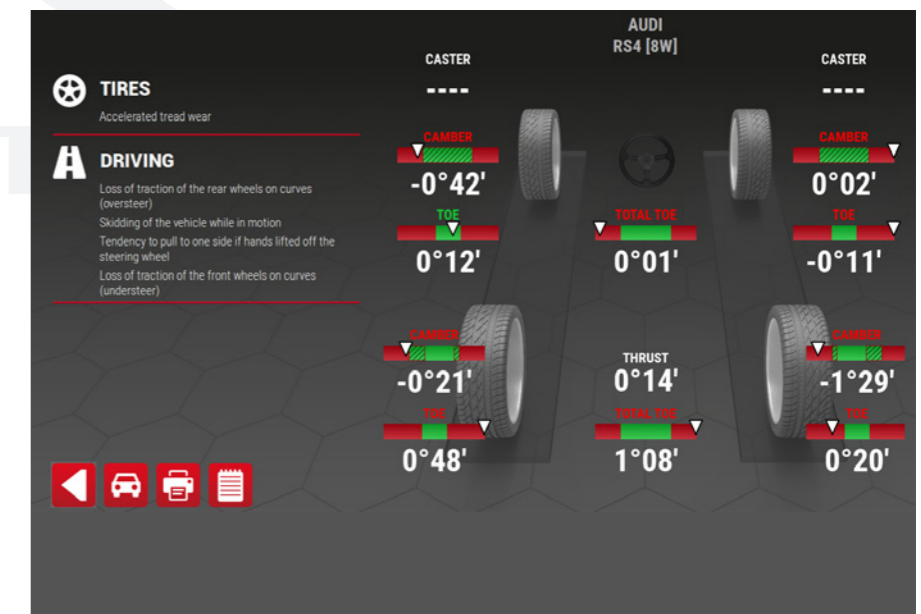 AUDI
RS4 [8W]
TIRES
Accelerated tread wear
DRIVING
Loss of traction of the rear wheels on curves
(oversteer)
Skidding of the vehicle while in motion
Tendency to pull to one side if hands lifted off the
steering wheel
Loss of traction of the front wheels on curves
(understeer)
CASTER
----
CASTER
----
CAMBER
-0°42'
CAMBER
0°02'
TOE
0°12'
TOTAL TOE
0°01'
TOE
-0°11'
CAMBER
-0°21'
THRUST
0°14'
CAMBER
-1°29'
TOE
0°48'
TOTAL TOE
1°08'
TOE
0°20'